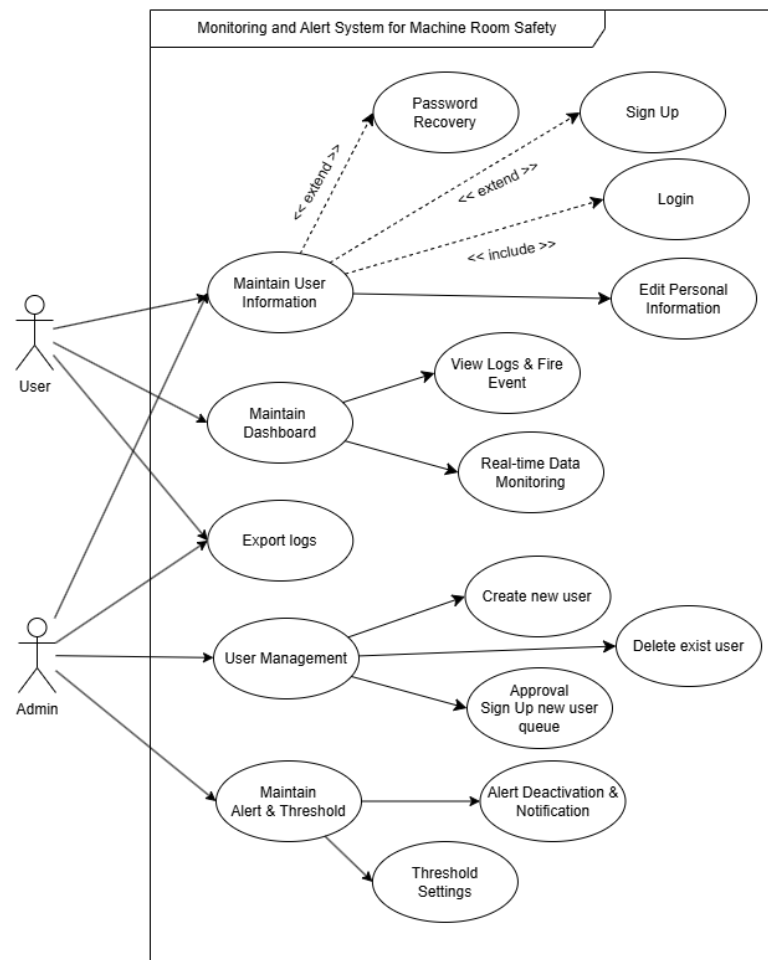 Monitoring and Alert System for Machine Room Safety
Password
Recovery
Sign Up
<< extend >>
<< extend >>
Login
<< include >>
Maintain User
Information
Edit Personal
Information
User
View Logs & Fire
Event
Maintain
Dashboard
Real-time Data
Monitoring
Export logs
Create new user
User Management
Delete exist user
Approval
Sign Up new user
queue
Admin
Maintain
Alert & Threshold
Alert Deactivation &
Notification
Threshold
Settings